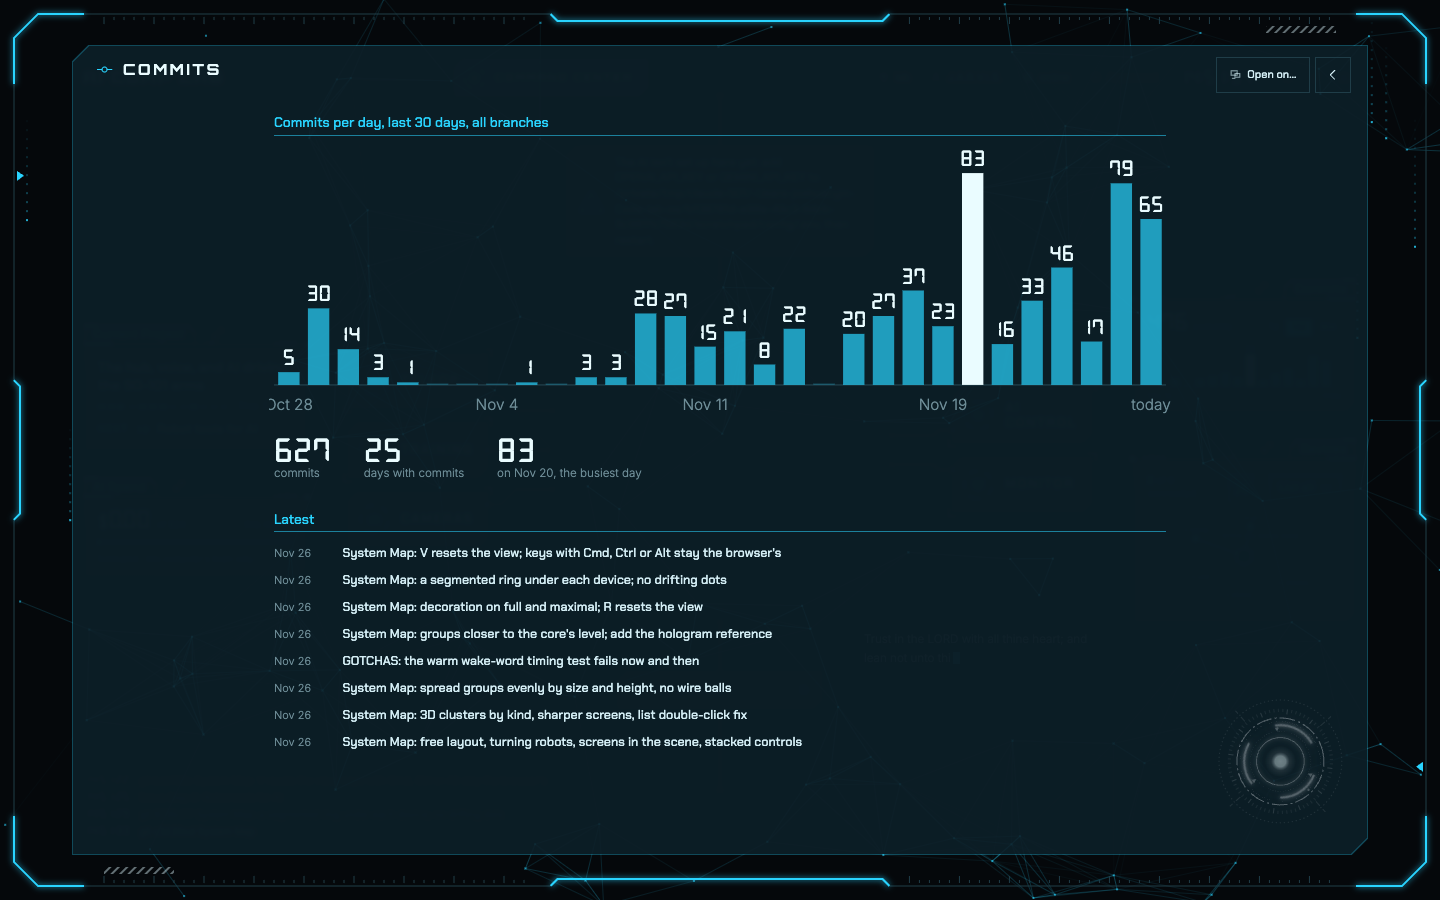 COMMITS
Open on...
Commits per day, last 30 days, all branches
5 30 14 3 1 1 3 3 28 27 15 21 8 22 20 27 37 23 83 16 33 46 17 79 65
Oct 28 Nov 4 Nov 11 Nov 19 today
627 25 83
commits days with commits on Nov 20, the busiest day
Latest
Nov 26 System Map: V resets the view; keys with Cmd, Ctrl or Alt stay the browser's
Nov 26 System Map: a segmented ring under each device; no drifting dots
Nov 26 System Map: decoration on full and maximal; R resets the view
Nov 26 System Map: groups closer to the core's level; add the hologram reference
Nov 26 GOTCHAS: the warm wake-word timing test fails now and then
Nov 26 System Map: spread groups evenly by size and height, no wire balls
Nov 26 System Map: 3D clusters by kind, sharper screens, list double-click fix
Nov 26 System Map: free layout, turning robots, screens in the scene, stacked controls